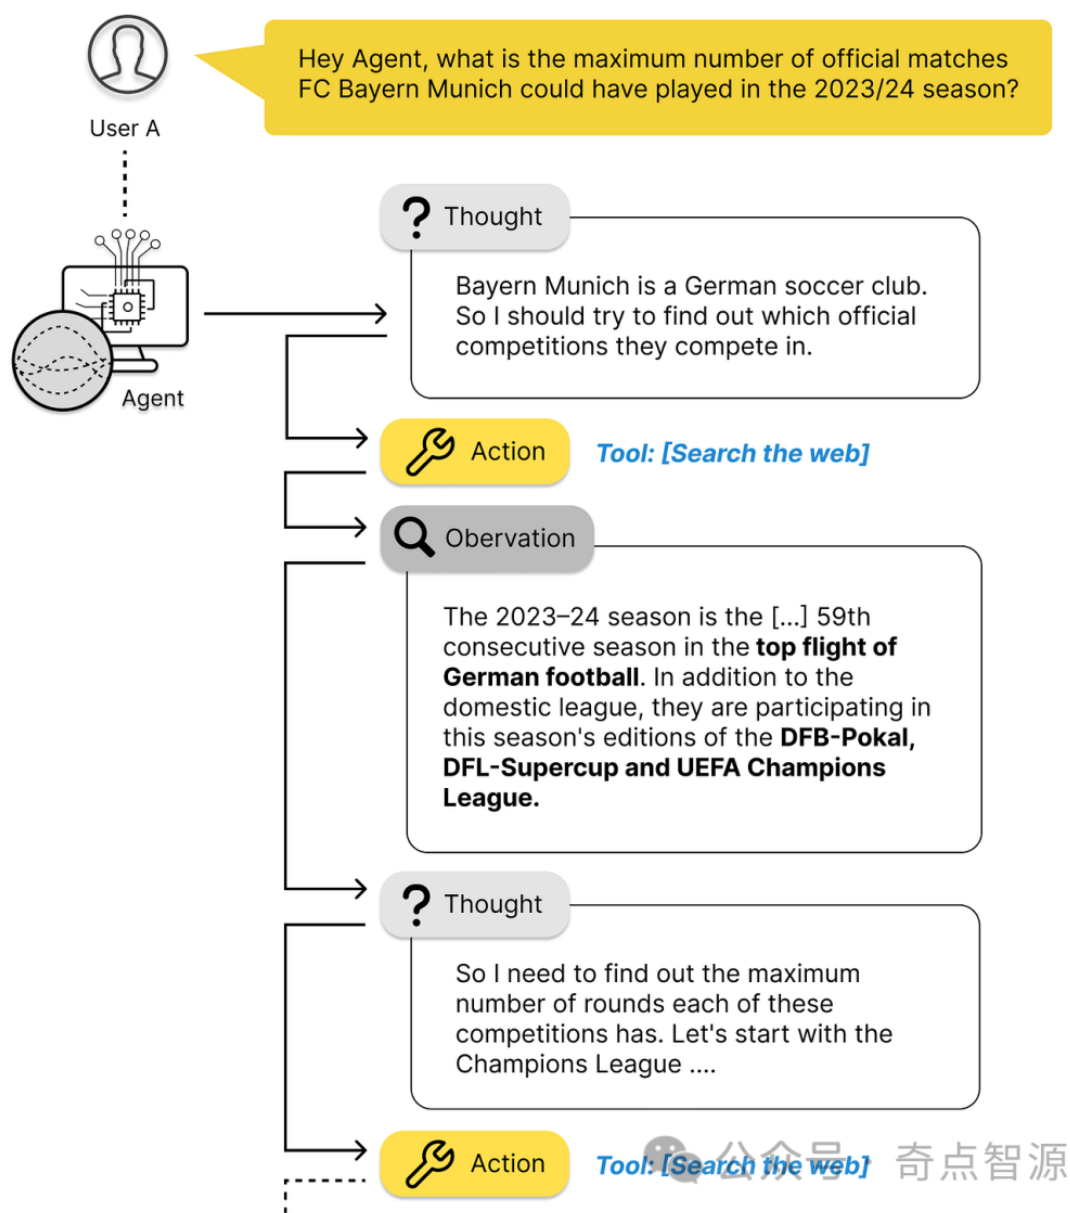 Hey Agent, what is the maximum number of official matches
FC Bayern Munich could have played in the 2023/24 season?
User A
Thought
Bayern Munich is a German soccer club.
So I should try to find out which official
competitions they compete in.
Agent
Action
Tool: [Search the web]
Obervation
The 2023–24 season is the [...] 59th
consecutive season in the top flight of
German football. In addition to the
domestic league, they are participating in
this season's editions of the DFB-Pokal,
DFL-Supercup and UEFA Champions
League.
Thought
So I need to find out the maximum
number of rounds each of these
competitions has. Let's start with the
Champions League ....
Action
Tool: [Search the web]
公众号 · 奇点智源